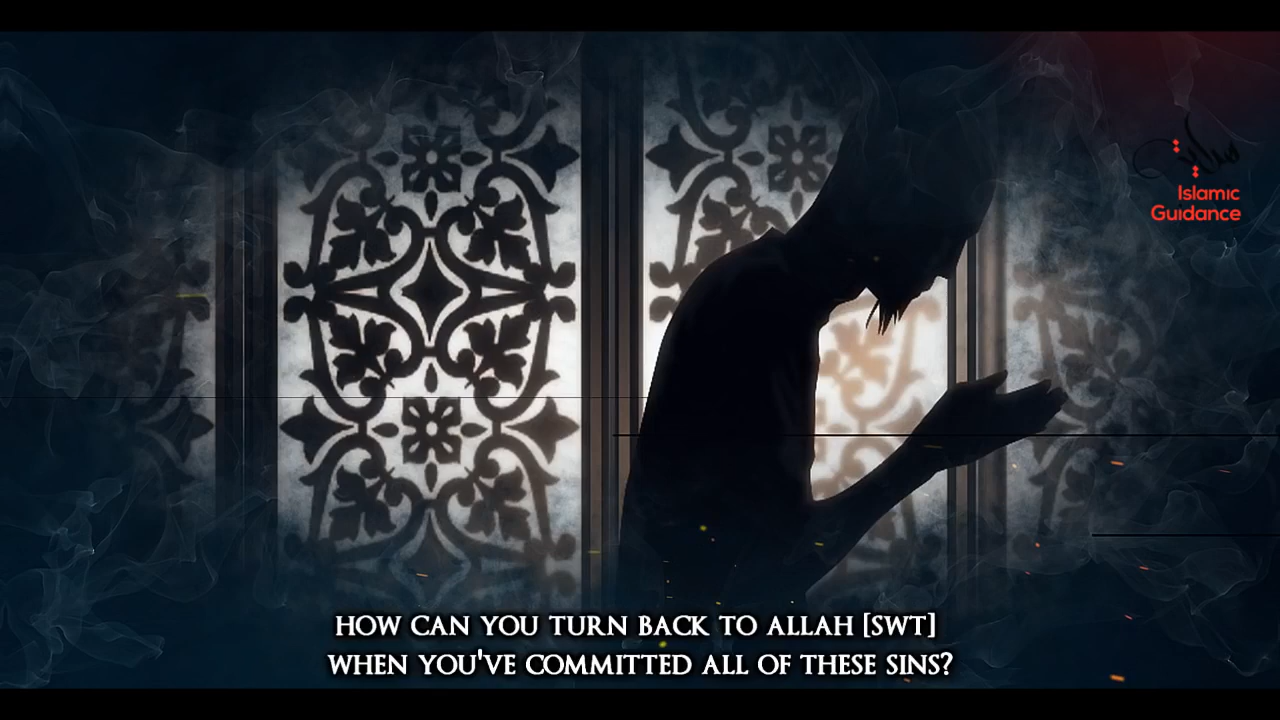 Islamic
Guidance
HOW CAN YOU TURN BACK TO ALLAH [SWT]
WHEN YOU'VE COMMITTED ALL OF THESE SINS?